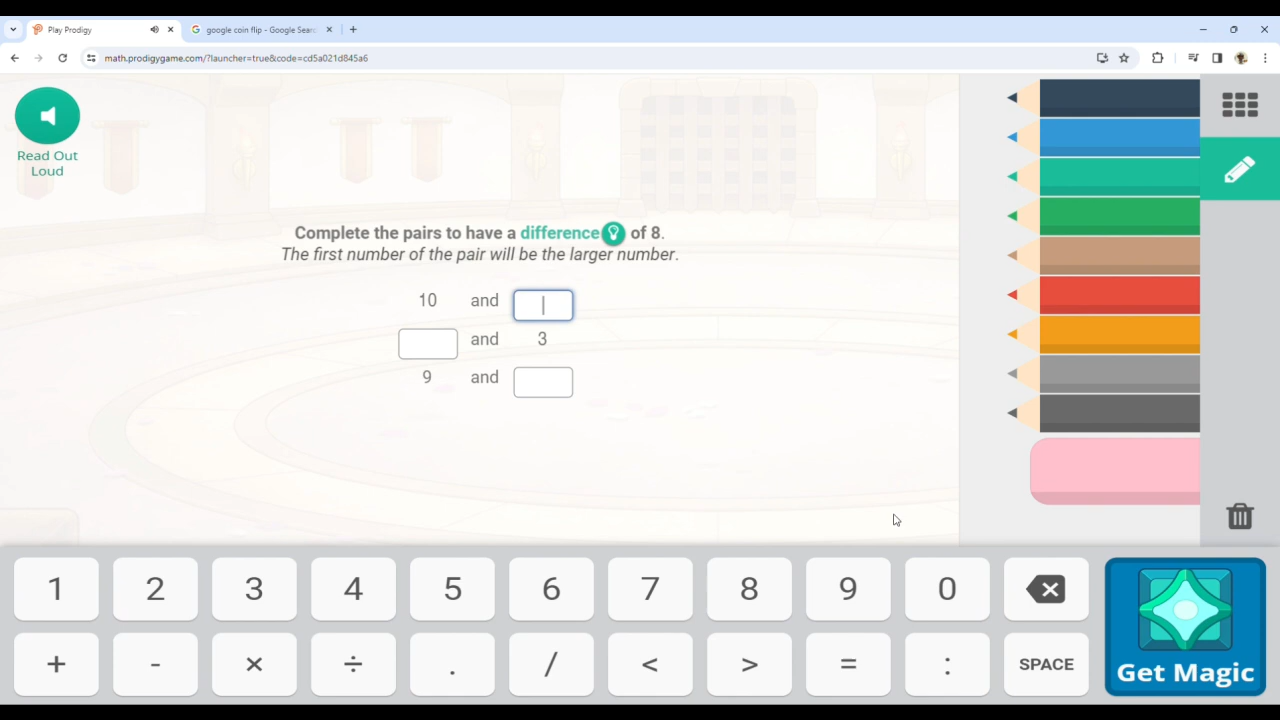 Play Prodigy
google coin flip - Google Sear
math.prodigygame.com/?launcher=true&code=cd5a021d845a6
Read Out
Loud
Complete the pairs to have a difference of 8.
The first number of the pair will be the larger number.
10 and
and 3
9 and
1 2 3 4 5 6 7 8 9 0
+ - × ÷ . / < > = : SPACE
Get Magic